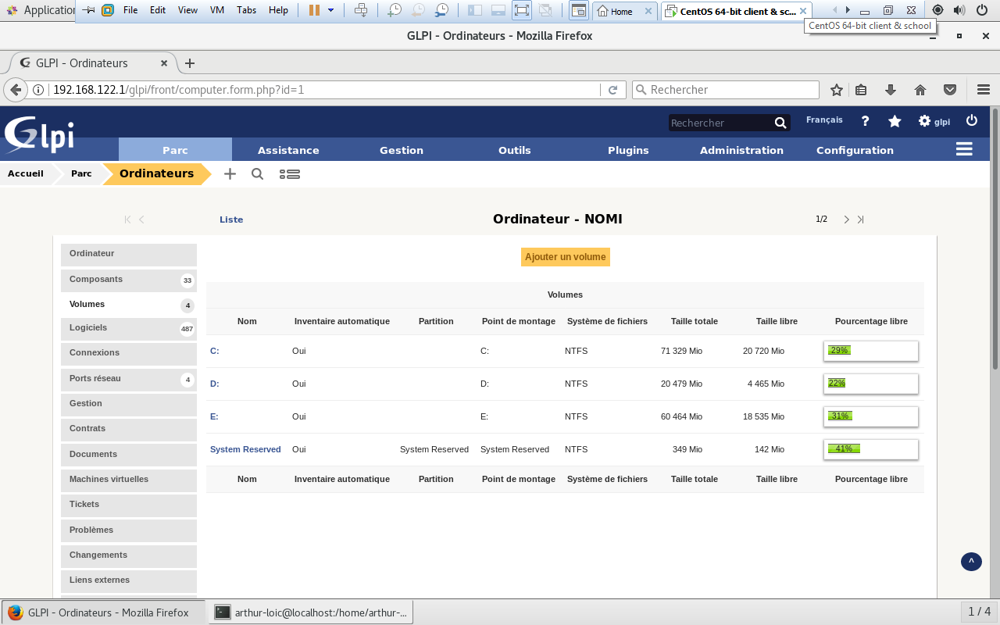 Application File Edit View VM Tabs Help Home CentOS 64-bit client & sc...
CentOS 64-bit client & school
GLPI - Ordinateurs - Mozilla Firefox
GLPI - Ordinateurs
192.168.122.1/glpi/front/computer.form.php?id=1 Rechercher
Glpi Rechercher Français ? glpi
Parc Assistance Gestion Outils Plugins Administration Configuration
Accueil Parc Ordinateurs
Liste Ordinateur - NOMI 1/2
Ordinateur
Composants 33
Volumes 4
Logiciels 487
Connexions
Ports réseau 4
Gestion
Contrats
Documents
Machines virtuelles
Tickets
Problèmes
Changements
Liens externes
Ajouter un volume
Volumes
Nom Inventaire automatique Partition Point de montage Système de fichiers Taille totale Taille libre Pourcentage libre
C: Oui C: NTFS 71 329 Mio 20 720 Mio 29%
D: Oui D: NTFS 20 479 Mio 4 465 Mio 22%
E: Oui E: NTFS 60 464 Mio 18 535 Mio 31%
System Reserved Oui System Reserved System Reserved NTFS 349 Mio 142 Mio 41%
Nom Inventaire automatique Partition Point de montage Système de fichiers Taille totale Taille libre Pourcentage libre
^
GLPI - Ordinateurs - Mozilla Firefox arthur-loic@localhost:/home/arthur-... 1 / 4